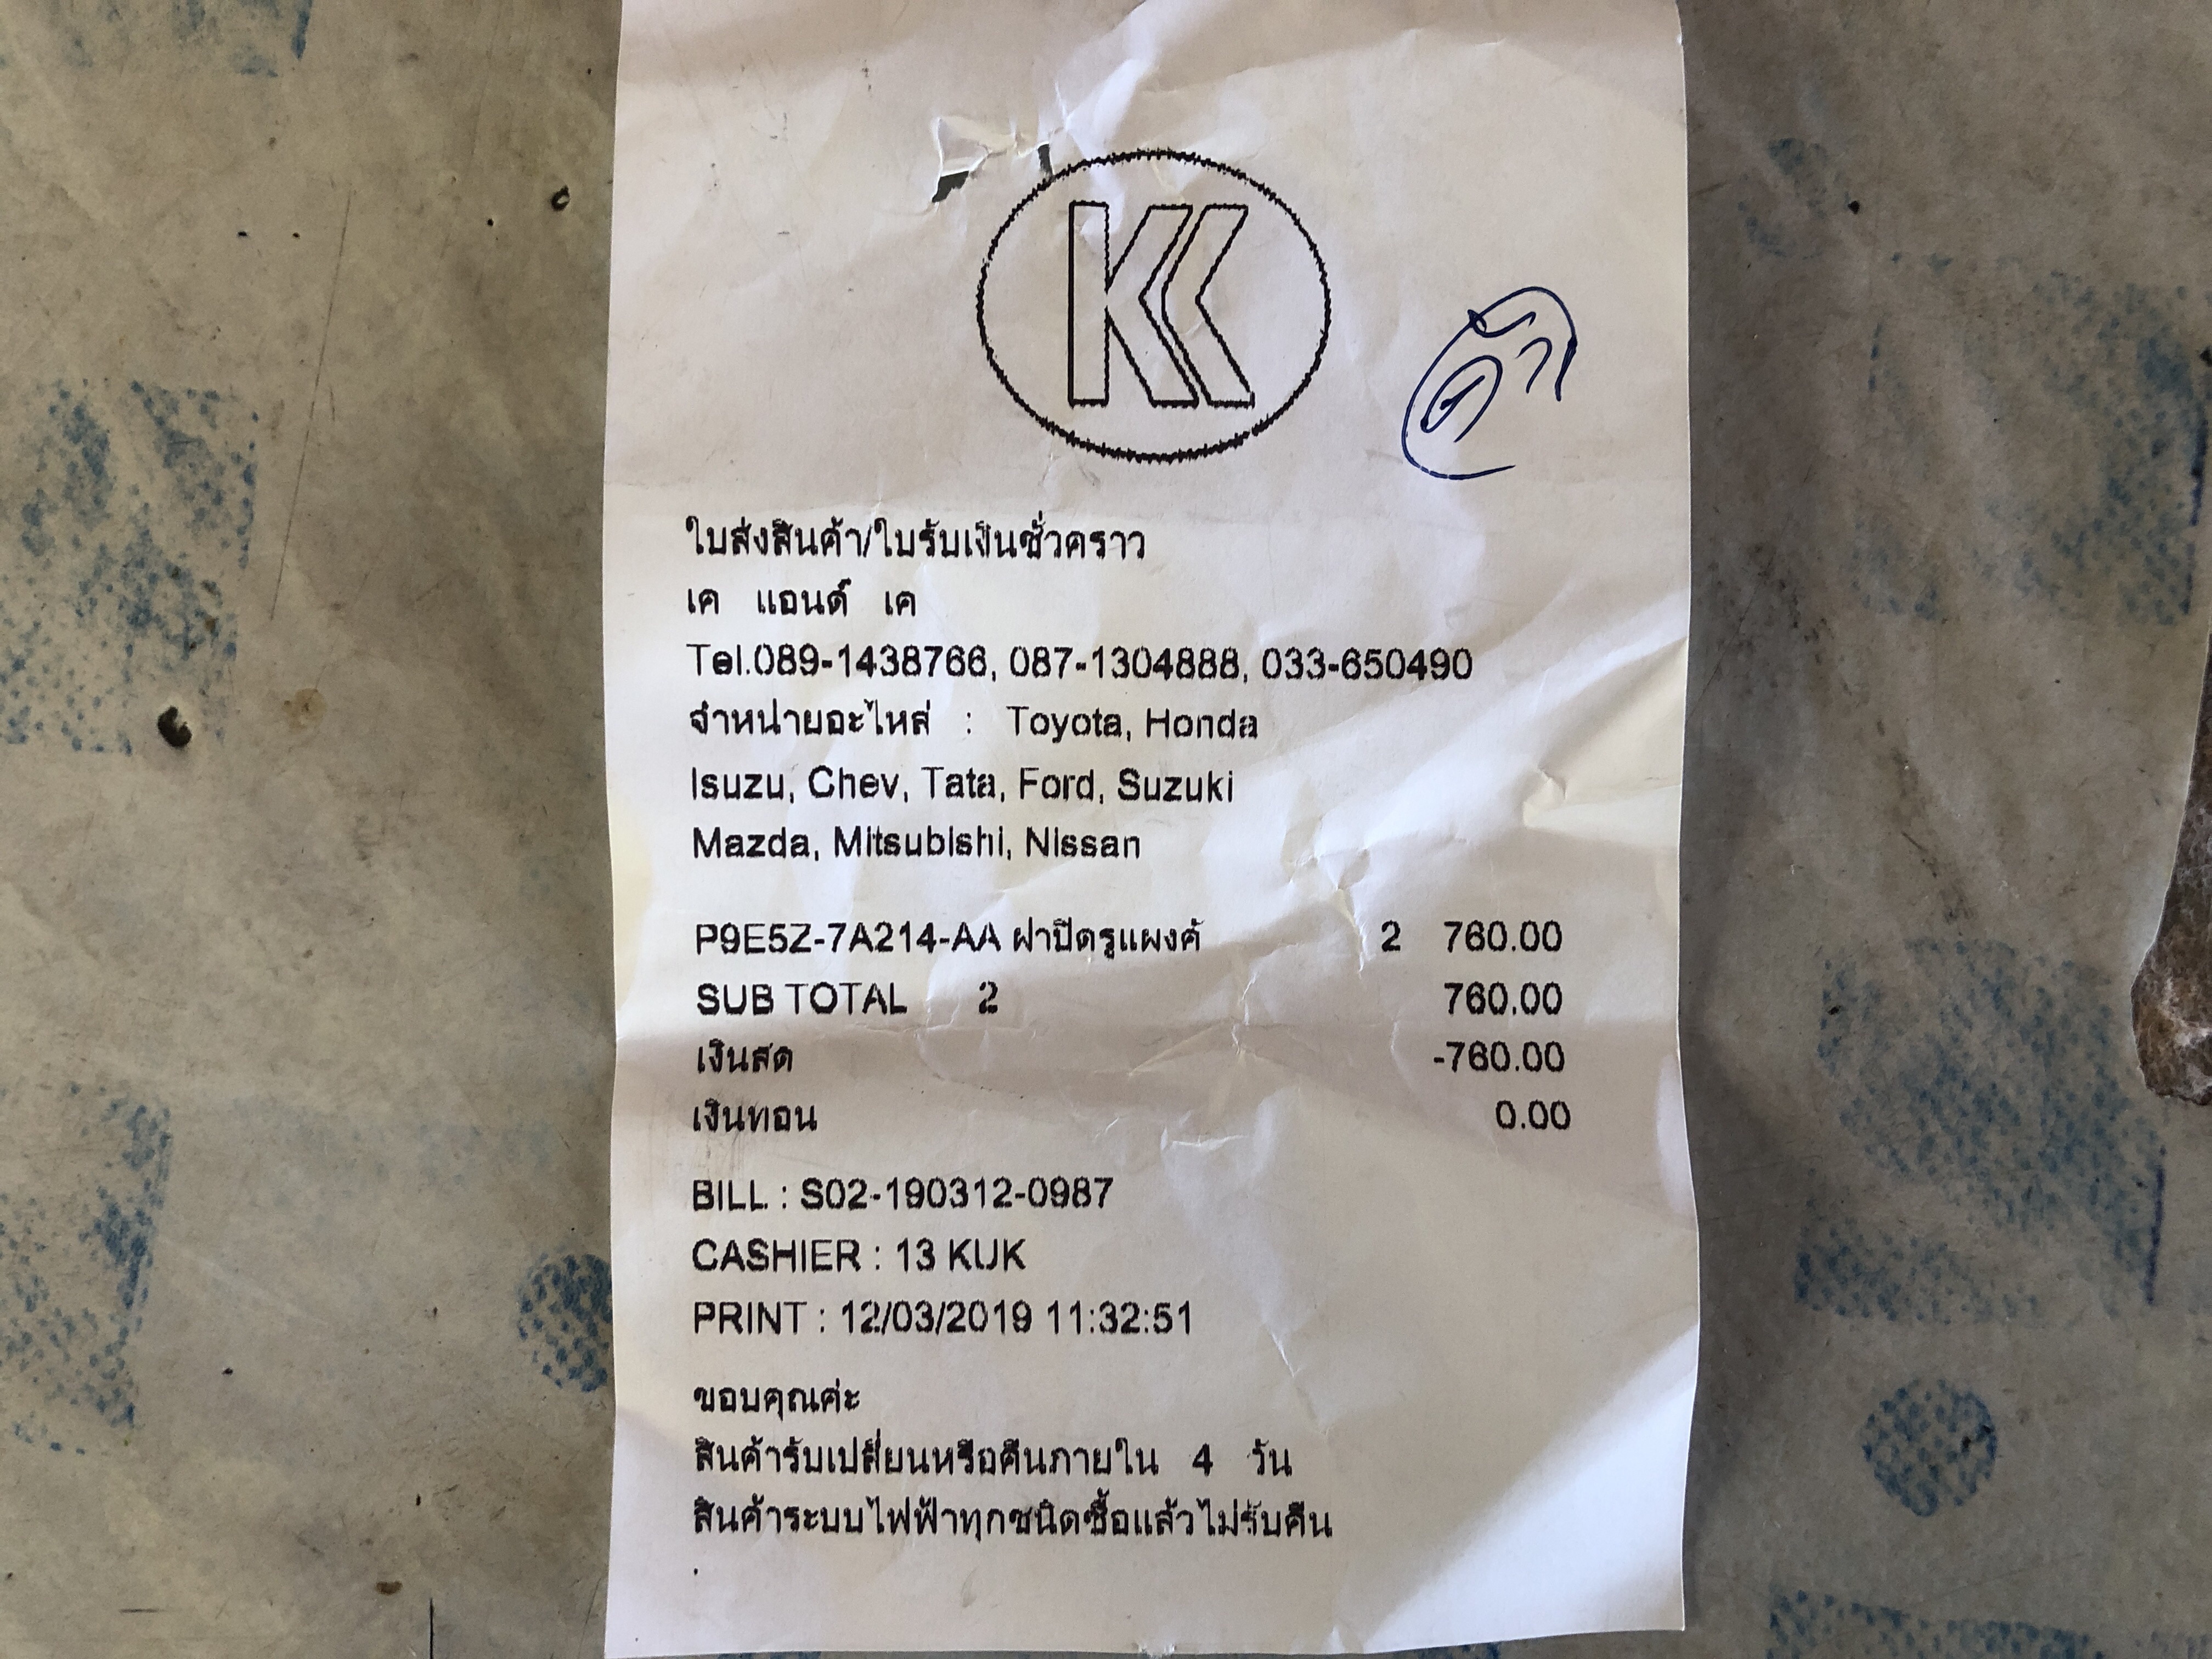 KK
ใบส่งสินค้า/ใบรับเงินชั่วคราว
เค แอนด์ เค
Tel.089-1438766, 087-1304888, 033-650490
จำหน่ายอะไหล่ : Toyota, Honda
Isuzu, Chev, Tata, Ford, Suzuki
Mazda, Mitsubishi, Nissan
P9E5Z-7A214-AA ฝาปิดรูแผงค้ 2 760.00
SUB TOTAL 2 760.00
เงินสด -760.00
เงินทอน 0.00
BILL : S02-190312-0987
CASHIER : 13 KUK
PRINT : 12/03/2019 11:32:51
ขอบคุณค่ะ
สินค้ารับเปลี่ยนหรือคืนภายใน 4 วัน
สินค้าระบบไฟฟ้าทุกชนิดซื้อแล้วไม่รับคืน
.